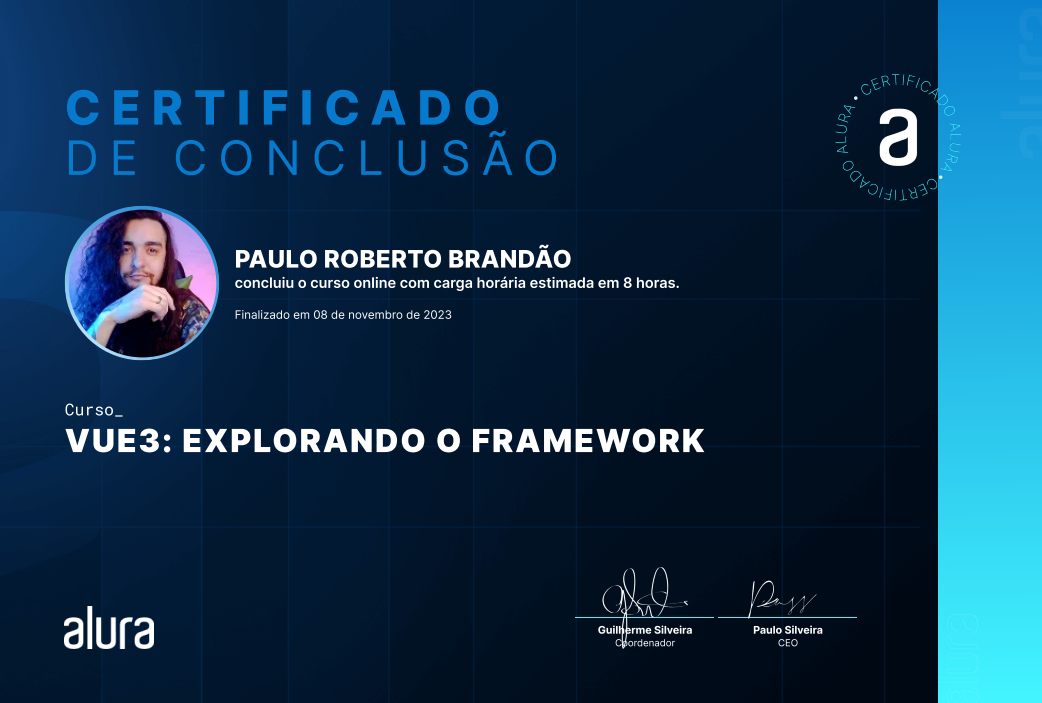 CERTIFICADO
DE CONCLUSÃO
CERTIFICADO ALURA • CERTIFICADO ALURA •
a
PAULO ROBERTO BRANDÃO
concluiu o curso online com carga horária estimada em 8 horas.
Finalizado em 08 de novembro de 2023
Curso_
VUE3: EXPLORANDO O FRAMEWORK
alura
Guilherme Silveira
Coordenador
Paulo Silveira
CEO
alura
alura